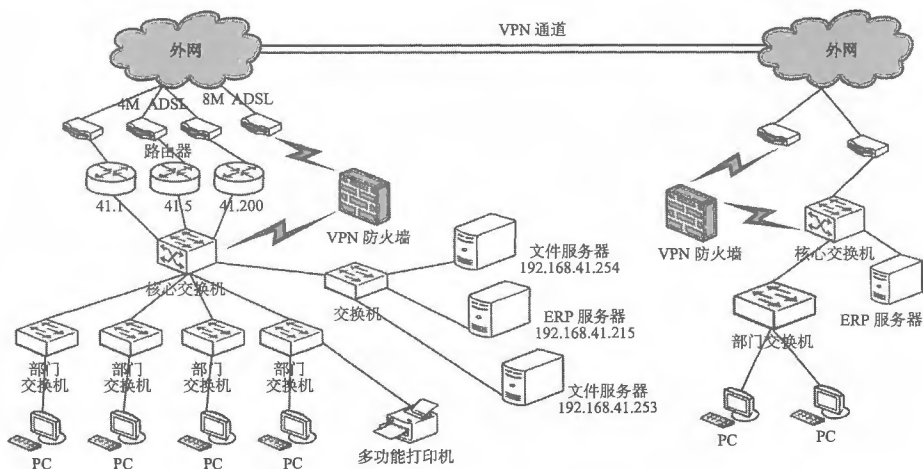 VPN 通道
外网
外网
4M ADSL
8M ADSL
路由器
41.1
41.5
41.200
VPN 防火墙
文件服务器
192.168.41.254
VPN 防火墙
核心交换机
核心交换机
交换机
ERP 服务器
192.168.41.215
ERP 服务器
部门交换机
部门
交换机
部门
交换机
部门
交换机
部门
交换机
文件服务器
192.168.41.253
PC
PC
PC
PC
PC
PC
多功能打印机